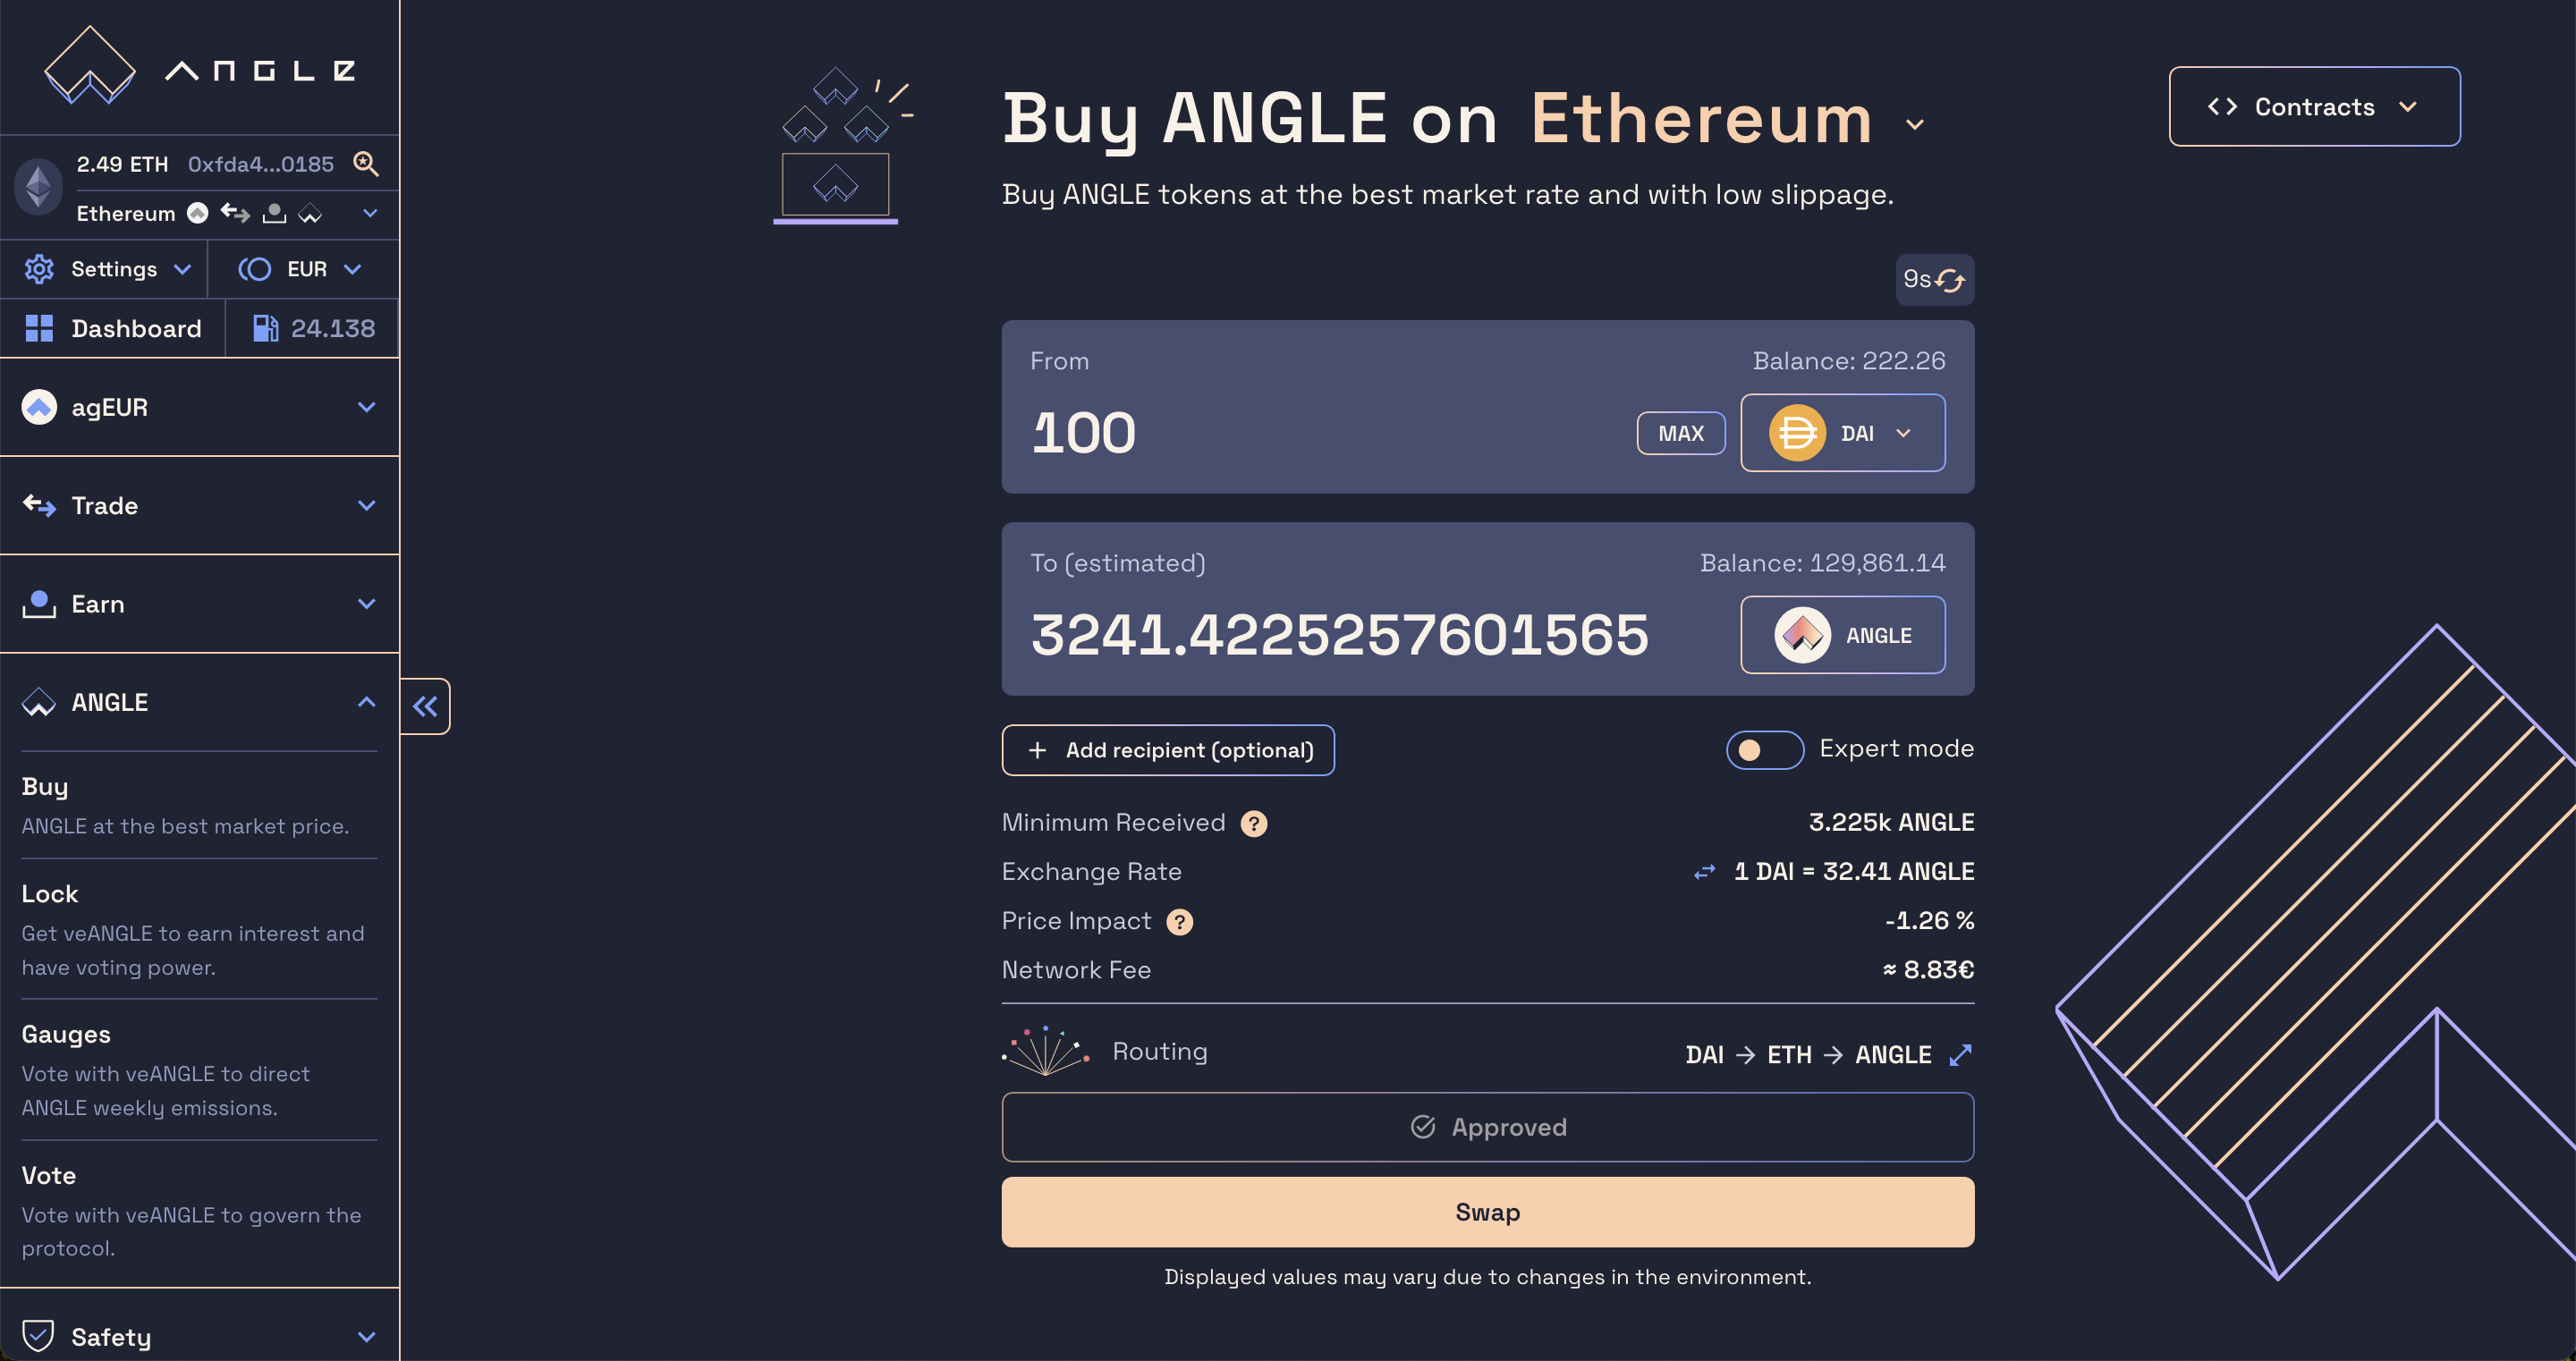 ANGLE
2.49 ETH 0xfda4...0185
Ethereum
Settings EUR
Dashboard 24.138
agEUR
Trade
Earn
ANGLE
Buy
ANGLE at the best market price.
Lock
Get veANGLE to earn interest and
have voting power.
Gauges
Vote with veANGLE to direct
ANGLE weekly emissions.
Vote
Vote with veANGLE to govern the
protocol.
Safety
Buy ANGLE on Ethereum
Buy ANGLE tokens at the best market rate and with low slippage.
<> Contracts
9s
From Balance: 222.26
100 MAX DAI
To (estimated) Balance: 129,861.14
3241.4225257601565 ANGLE
+ Add recipient (optional) Expert mode
Minimum Received ? 3.225k ANGLE
Exchange Rate 1 DAI = 32.41 ANGLE
Price Impact ? -1.26 %
Network Fee ≈ 8.83€
Routing DAI → ETH → ANGLE
Approved
Swap
Displayed values may vary due to changes in the environment.